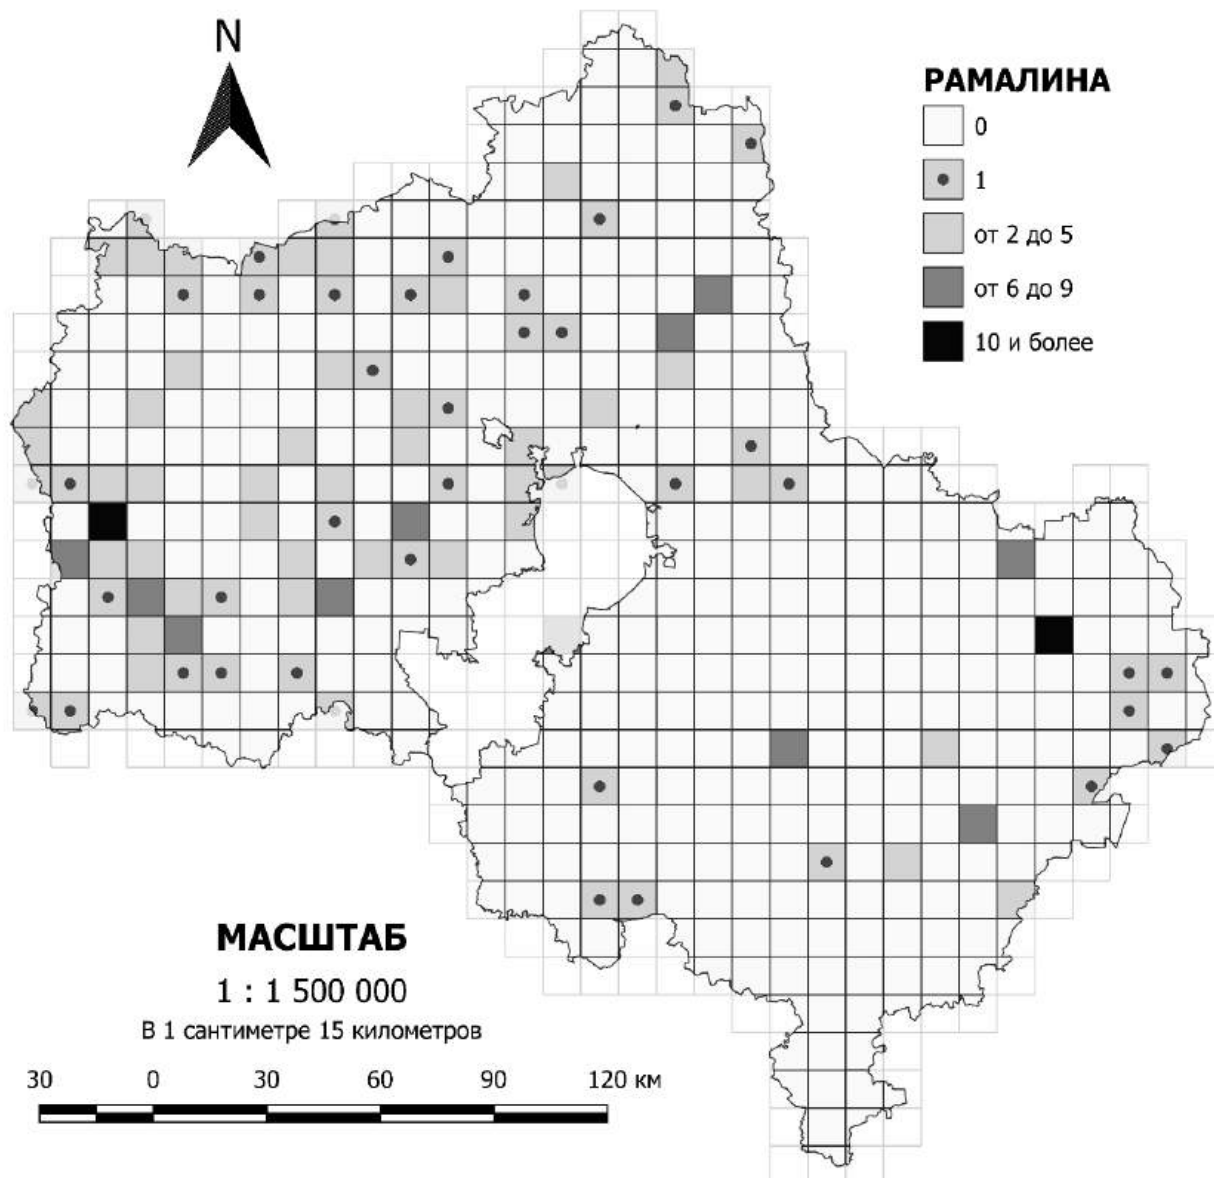 N
РАМАЛИНА
0
1
от 2 до 5
от 6 до 9
10 и более
МАСШТАБ
1 : 1 500 000
В 1 сантиметре 15 километров
30 0 30 60 90 120 км